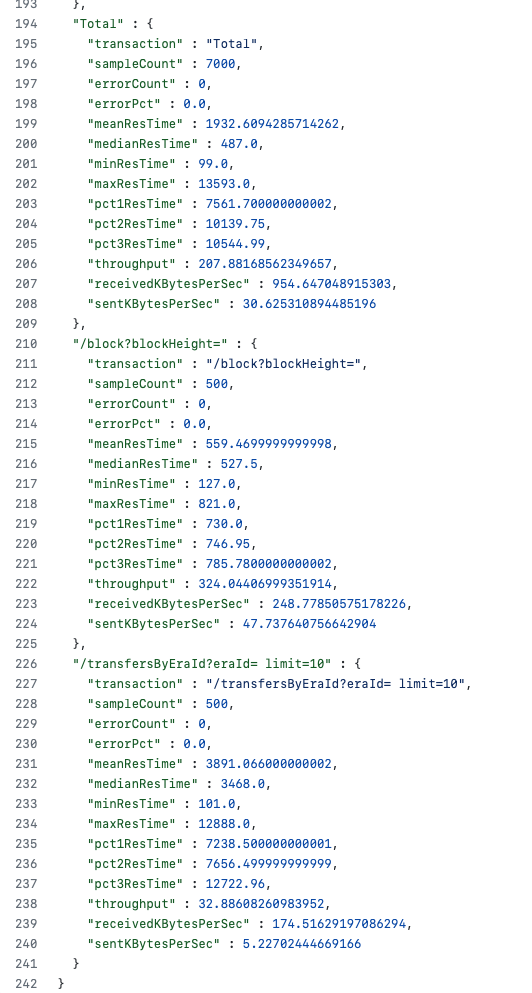 193 },
194 "Total" : {
195 "transaction" : "Total",
196 "sampleCount" : 7000,
197 "errorCount" : 0,
198 "errorPct" : 0.0,
199 "meanResTime" : 1932.6094285714262,
200 "medianResTime" : 487.0,
201 "minResTime" : 99.0,
202 "maxResTime" : 13593.0,
203 "pct1ResTime" : 7561.700000000002,
204 "pct2ResTime" : 10139.75,
205 "pct3ResTime" : 10544.99,
206 "throughput" : 207.88168562349657,
207 "receivedKBytesPerSec" : 954.647048915303,
208 "sentKBytesPerSec" : 30.625310894485196
209 },
210 "/block?blockHeight=" : {
211 "transaction" : "/block?blockHeight=",
212 "sampleCount" : 500,
213 "errorCount" : 0,
214 "errorPct" : 0.0,
215 "meanResTime" : 559.4699999999998,
216 "medianResTime" : 527.5,
217 "minResTime" : 127.0,
218 "maxResTime" : 821.0,
219 "pct1ResTime" : 730.0,
220 "pct2ResTime" : 746.95,
221 "pct3ResTime" : 785.7800000000002,
222 "throughput" : 324.04406999351914,
223 "receivedKBytesPerSec" : 248.77850575178226,
224 "sentKBytesPerSec" : 47.737640756642904
225 },
226 "/transfersByEraId?eraId= limit=10" : {
227 "transaction" : "/transfersByEraId?eraId= limit=10",
228 "sampleCount" : 500,
229 "errorCount" : 0,
230 "errorPct" : 0.0,
231 "meanResTime" : 3891.066000000002,
232 "medianResTime" : 3468.0,
233 "minResTime" : 101.0,
234 "maxResTime" : 12888.0,
235 "pct1ResTime" : 7238.500000000001,
236 "pct2ResTime" : 7656.499999999999,
237 "pct3ResTime" : 12722.96,
238 "throughput" : 32.88608260983952,
239 "receivedKBytesPerSec" : 174.51629197086294,
240 "sentKBytesPerSec" : 5.22702444669166
241 }
242 }